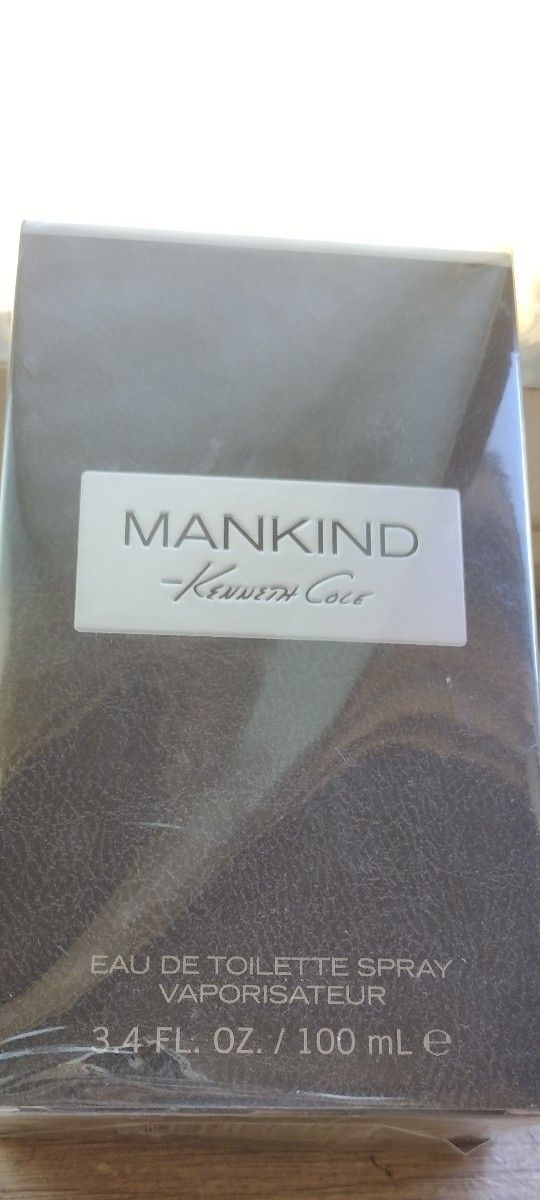 MANKIND
Kenneth Cole
EAU DE TOILETTE SPRAY
VAPORISATEUR
3.4 FL. OZ. / 100 mL ℮